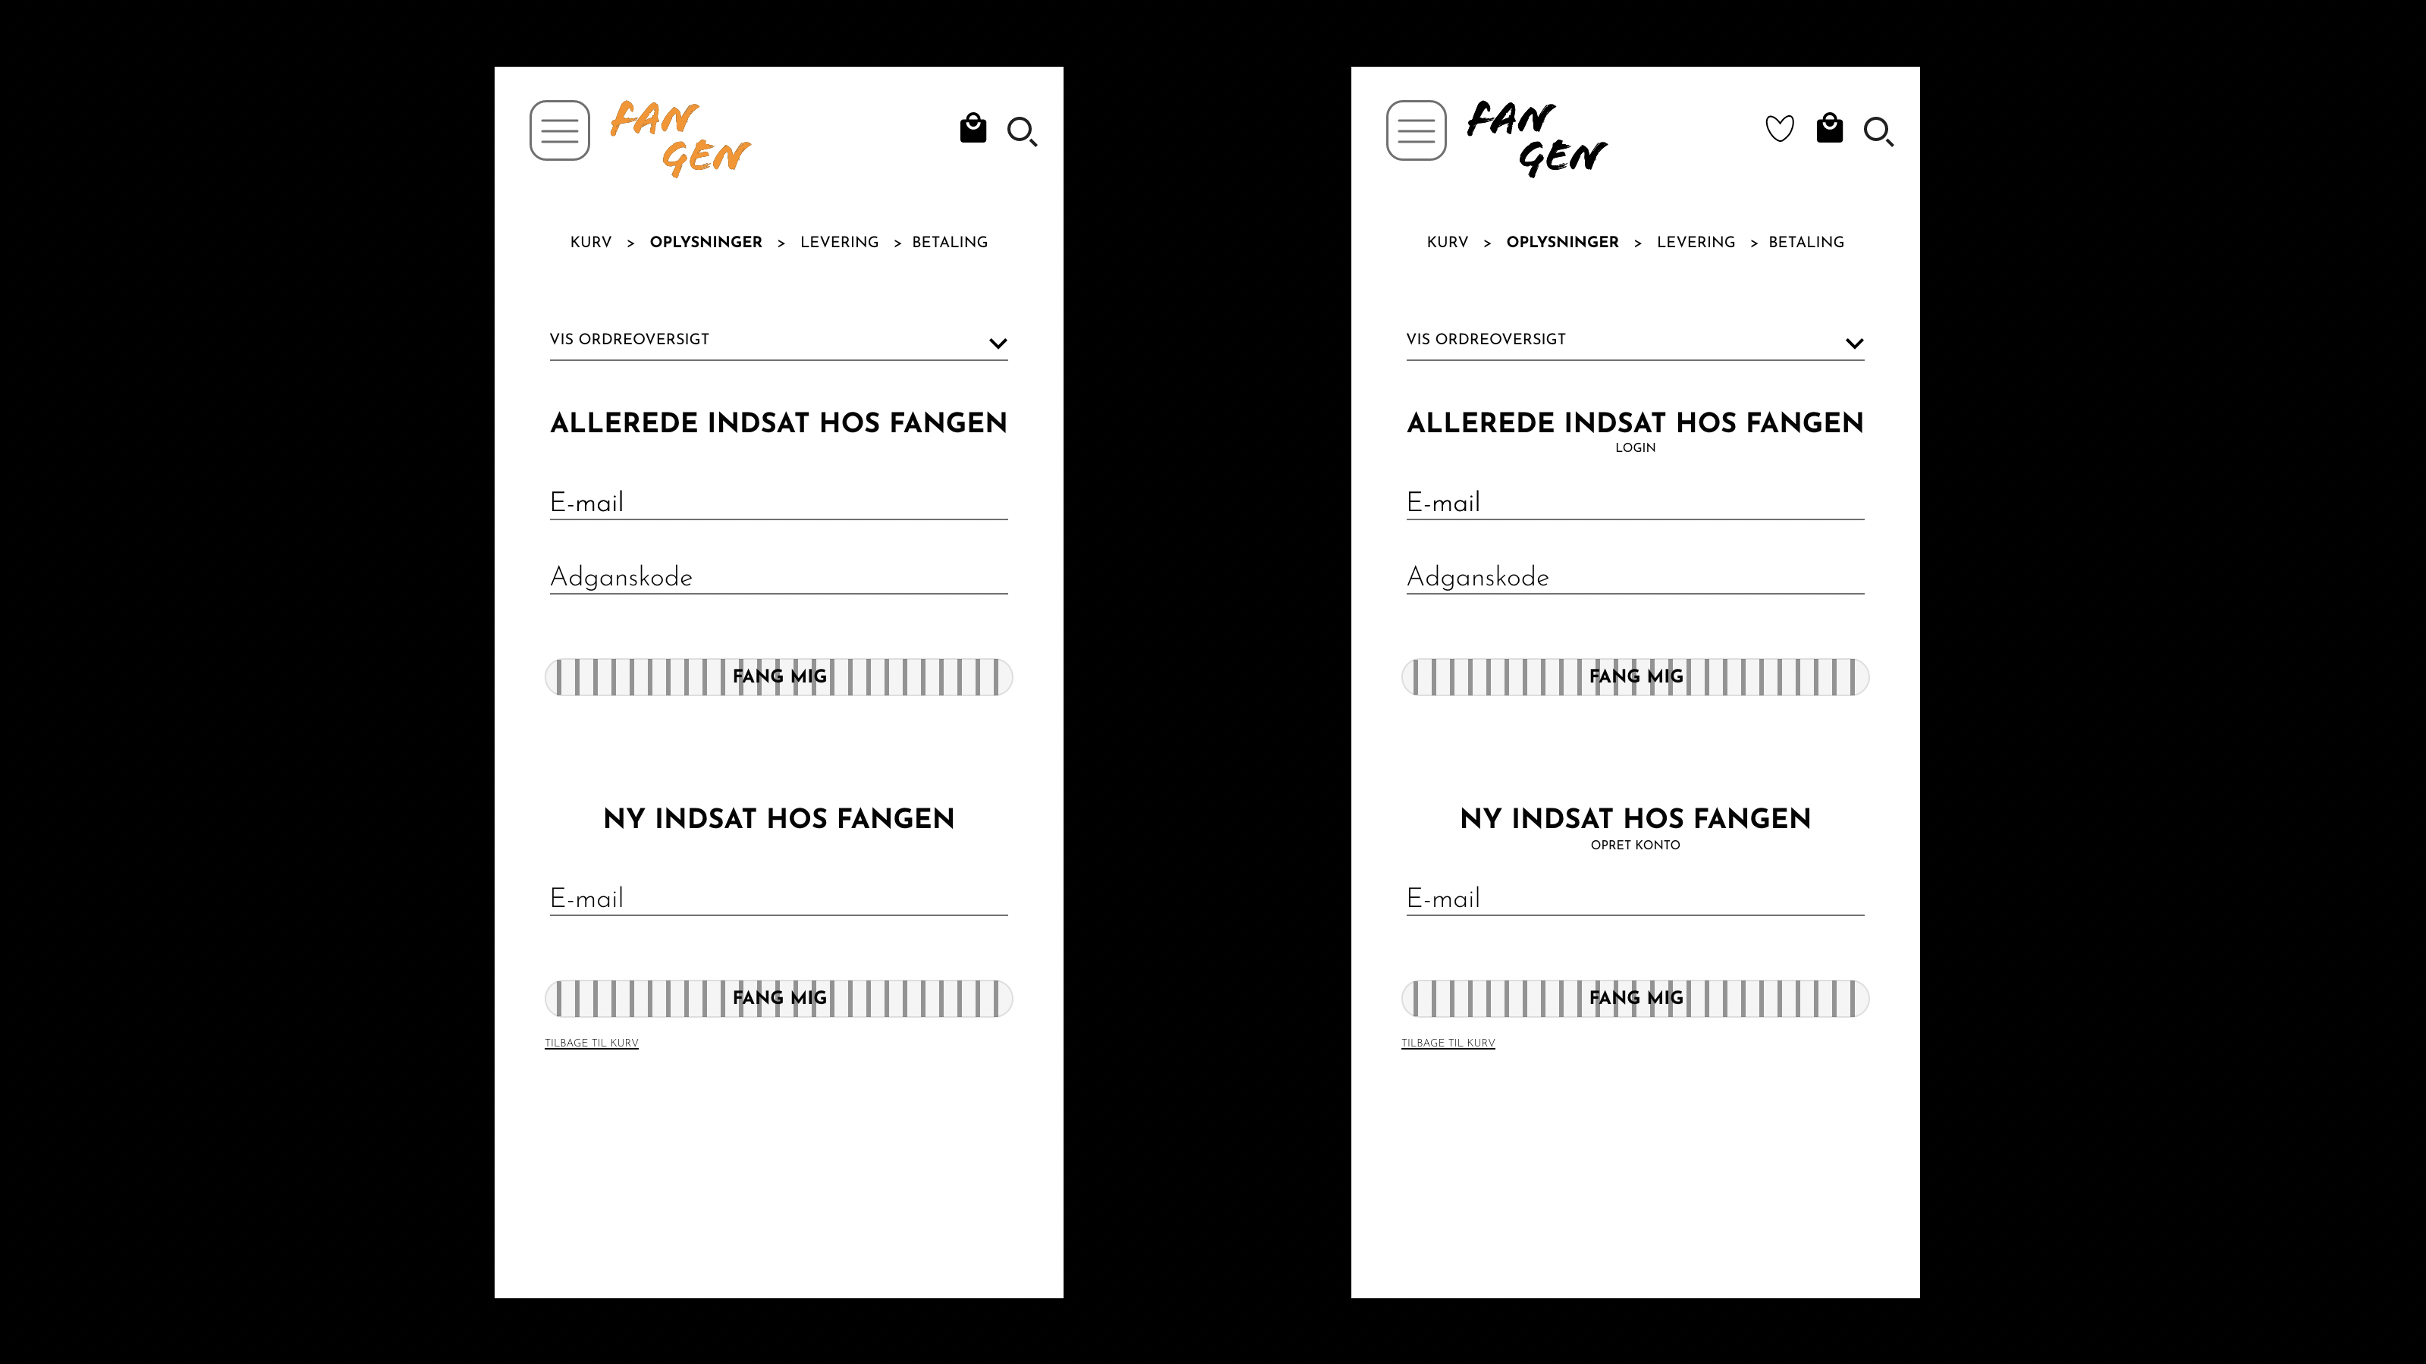 FAN
GEN
KURV > OPLYSNINGER > LEVERING > BETALING
VIS ORDREOVERSIGT
ALLEREDE INDSAT HOS FANGEN
E-mail
Adganskode
FANG MIG
NY INDSAT HOS FANGEN
E-mail
FANG MIG
TILBAGE TIL KURV
FAN
GEN
KURV > OPLYSNINGER > LEVERING > BETALING
VIS ORDREOVERSIGT
ALLEREDE INDSAT HOS FANGEN
LOGIN
E-mail
Adganskode
FANG MIG
NY INDSAT HOS FANGEN
OPRET KONTO
E-mail
FANG MIG
TILBAGE TIL KURV